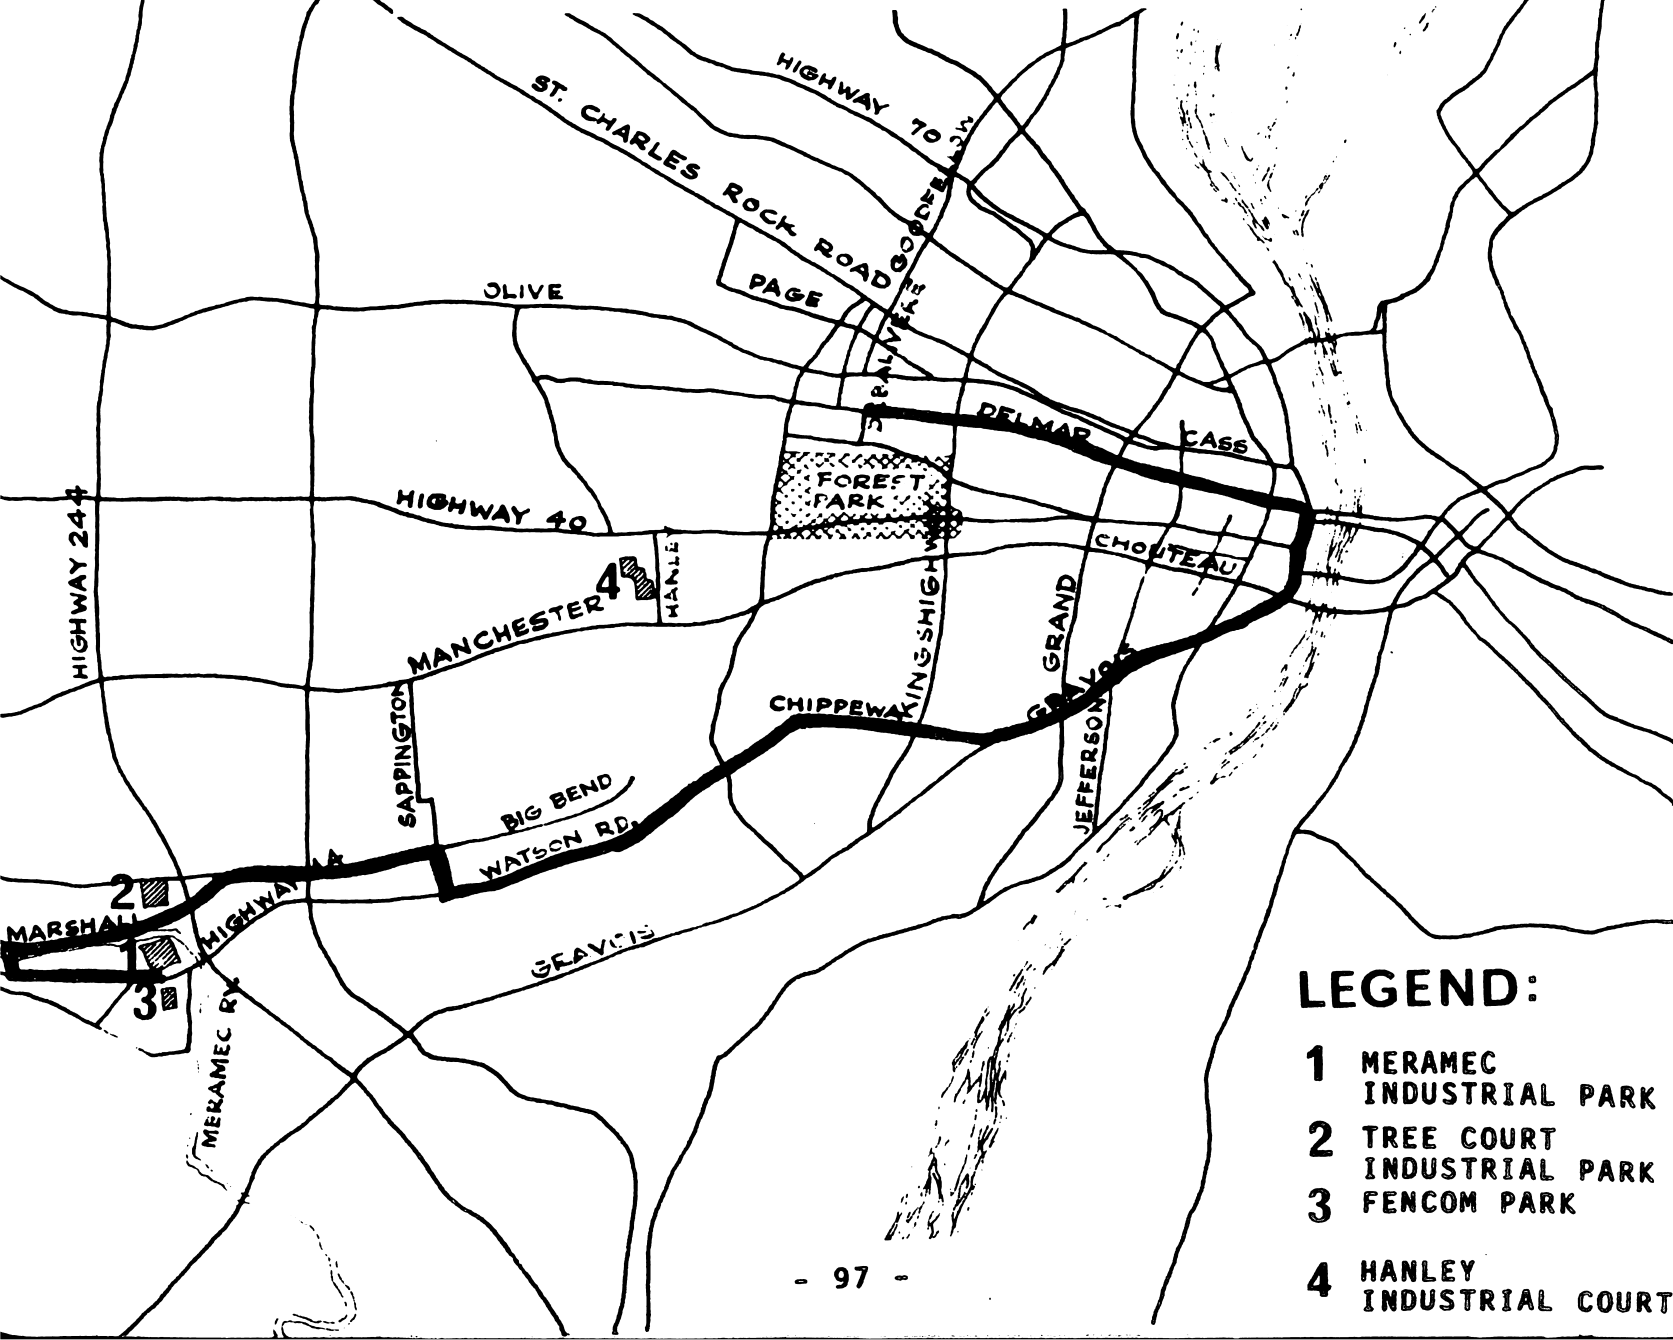 HIGHWAY 70
ST. CHARLES ROCK ROAD
GOODFELLOW
PAGE
OLIVE
DELMAR
CASS
FOREST
PARK
HIGHWAY 40
HIGHWAY 244
4
HANLEY
CHOUTEAU
MANCHESTER
KINGSHIGHWAY
GRAND
GRAVOIS
CHIPPEWA
JEFFERSON
SAPPINGTON
BIG BEND
WATSON RD.
2
MARSHALL
HIGHWAY
1
3
GRAVOIS
MERAMEC RV.
LEGEND:
1 MERAMEC
INDUSTRIAL PARK
2 TREE COURT
INDUSTRIAL PARK
3 FENCOM PARK
4 HANLEY
INDUSTRIAL COURT
- 97 -